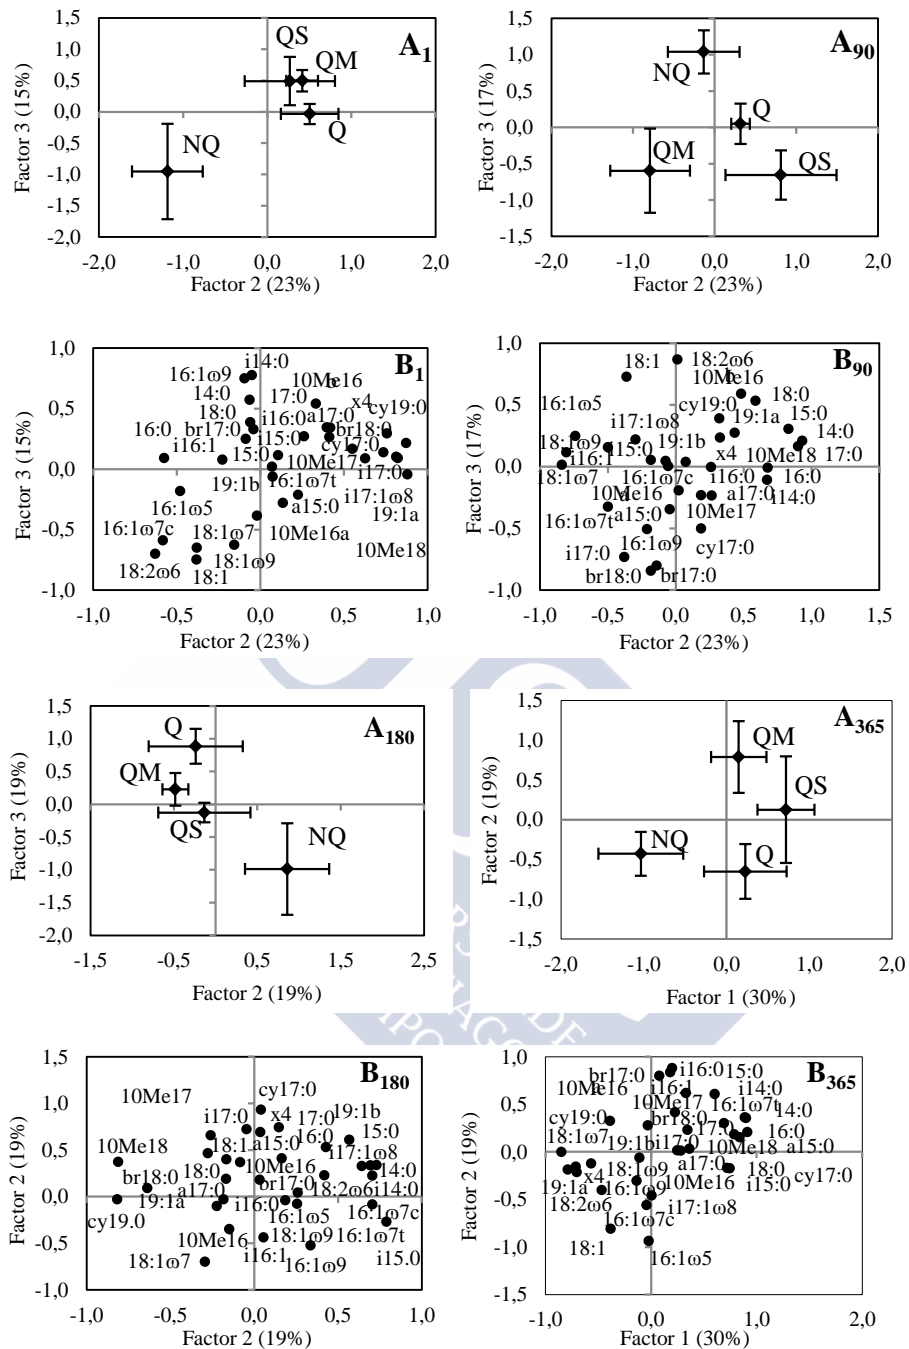 A1
QS
QM
Q
NQ
1,5
1,0
0,5
0,0
-0,5
-1,0
-1,5
-2,0
-2,0 -1,0 0,0 1,0 2,0
Factor 3 (15%)
Factor 2 (23%)
A90
NQ
Q
QM
QS
1,5
1,0
0,5
0,0
-0,5
-1,0
-1,5
-2,0 -1,0 0,0 1,0 2,0
Factor 3 (17%)
Factor 2 (23%)
B1
i14:0
16:1ω9
10Me16
b
14:0
17:0
x4
18:0
i16:0
a17:0
cy19:0
16:0
br17:0
br18:0
i16:1
i15:0
cy17:0
15:0
10Me17
i17:0
19:1b
16:1ω7t
i17:1ω8
16:1ω5
a15:0
19:1a
16:1ω7c
18:1ω7
10Me16a
18:2ω6
18:1ω9
10Me18
18:1
1,0
0,5
0,0
-0,5
-1,0
-1,0 -0,5 0,0 0,5 1,0
Factor 3 (15%)
Factor 2 (23%)
B90
18:1
18:2ω6
10Me16
b
18:0
16:1ω5
cy19:0
19:1a
15:0
i17:1ω8
14:0
18:1ω9
i15:0
19:1b
x4
10Me18
17:0
i16:1
18:1ω7
16:1ω7c
i16:0
16:0
10Me16
a17:0
i14:0
16:1ω7t
a15:0
10Me17
i17:0
16:1ω9
cy17:0
br18:0
br17:0
1,0
0,5
0,0
-0,5
-1,0
-1,0 -0,5 0,0 0,5 1,0 1,5
Factor 3 (17%)
Factor 2 (23%)
A180
Q
QM
QS
NQ
1,5
1,0
0,5
0,0
-0,5
-1,0
-1,5
-2,0
-1,5 -0,5 0,5 1,5 2,5
Factor 3 (19%)
Factor 2 (19%)
A365
QM
QS
NQ
Q
1,5
1,0
0,5
0,0
-0,5
-1,0
-1,5
-2,0 -1,0 0,0 1,0 2,0
Factor 2 (19%)
Factor 1 (30%)
B180
10Me17
cy17:0
i17:0
x4
17:0
19:1b
10Me18
18:1
a15:0
16:0
15:0
br18:0
18:0
10Me16
i17:1ω8
14:0
19:1a
a17:0
br17:0
18:2ω6
i14:0
cy19.0
i16:0
16:1ω5
16:1ω7c
10Me16
18:1ω9
16:1ω7t
18:1ω7
i16:1
16:1ω9
i15.0
1,5
1,0
0,5
0,0
-0,5
-1,0
-1,0 -0,5 0,0 0,5 1,0
Factor 2 (19%)
Factor 2 (19%)
B365
br17:0
i16:0
15:0
10Me16
a
i16:1
i14:0
cy19:0
10Me17
16:1ω7t
14:0
18:1ω7
br18:0
17:0
16:0
19:1b
i17:0
10Me18
a15:0
x4
18:1ω9
a17:0
18:0
cy17:0
19:1a
16:1ω9
10Me16
i15:0
18:2ω6
i17:1ω8
16:1ω7c
18:1
16:1ω5
1,0
0,5
0,0
-0,5
-1,0
-1,5
-1,0 0,0 1,0 2,0
Factor 2 (19%)
Factor 1 (30%)